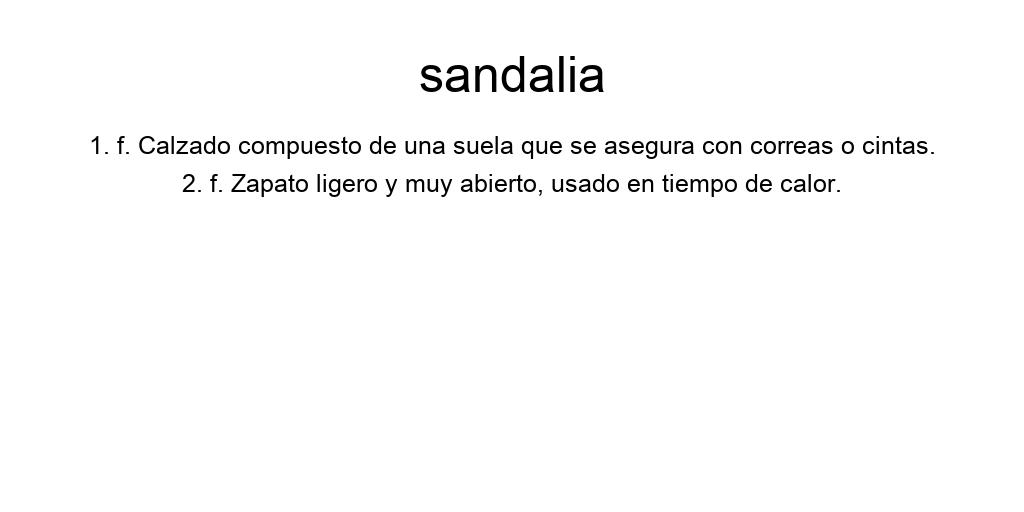 sandalia
1. f. Calzado compuesto de una suela que se asegura con correas o cintas.
2. f. Zapato ligero y muy abierto, usado en tiempo de calor.